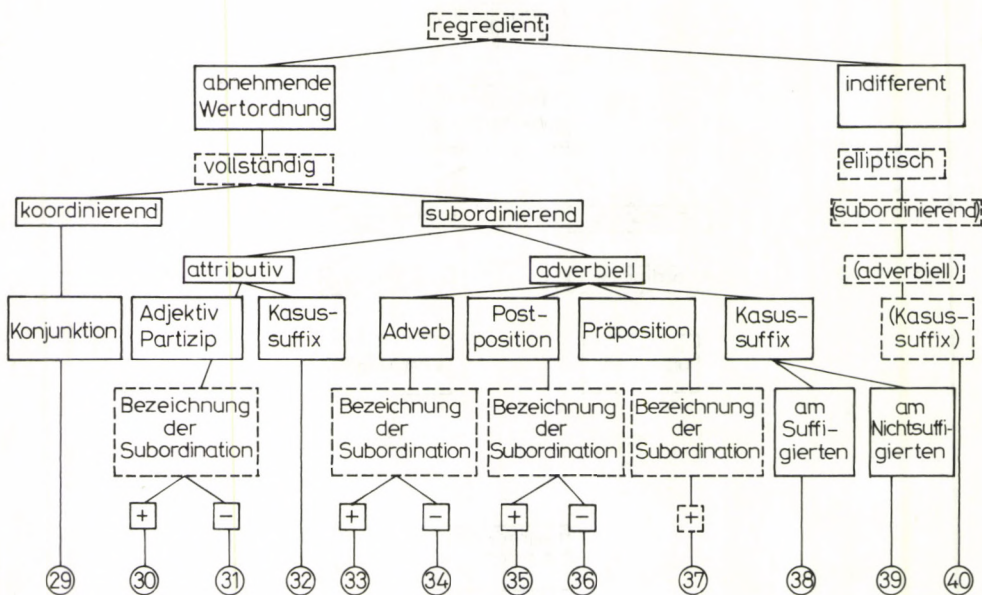 regredient
abnehmende
Wertordnung
indifferent
vollständig
elliptisch
koordinierend
subordinierend
(subordinierend)
attributiv
adverbiell
(adverbiell)
Konjunktion
Adjektiv
Partizip
Kasus-
suffix
Adverb
Post-
position
Präposition
Kasus-
suffix
(Kasus-
suffix)
Bezeichnung
der
Subordination
Bezeichnung
der
Subordination
Bezeichnung
der
Subordination
Bezeichnung
der
Subordination
am
Suffi-
gierten
am
Nichtsuffi-
gierten
+
−
+
−
+
−
+
29
30
31
32
33
34
35
36
37
38
39
40